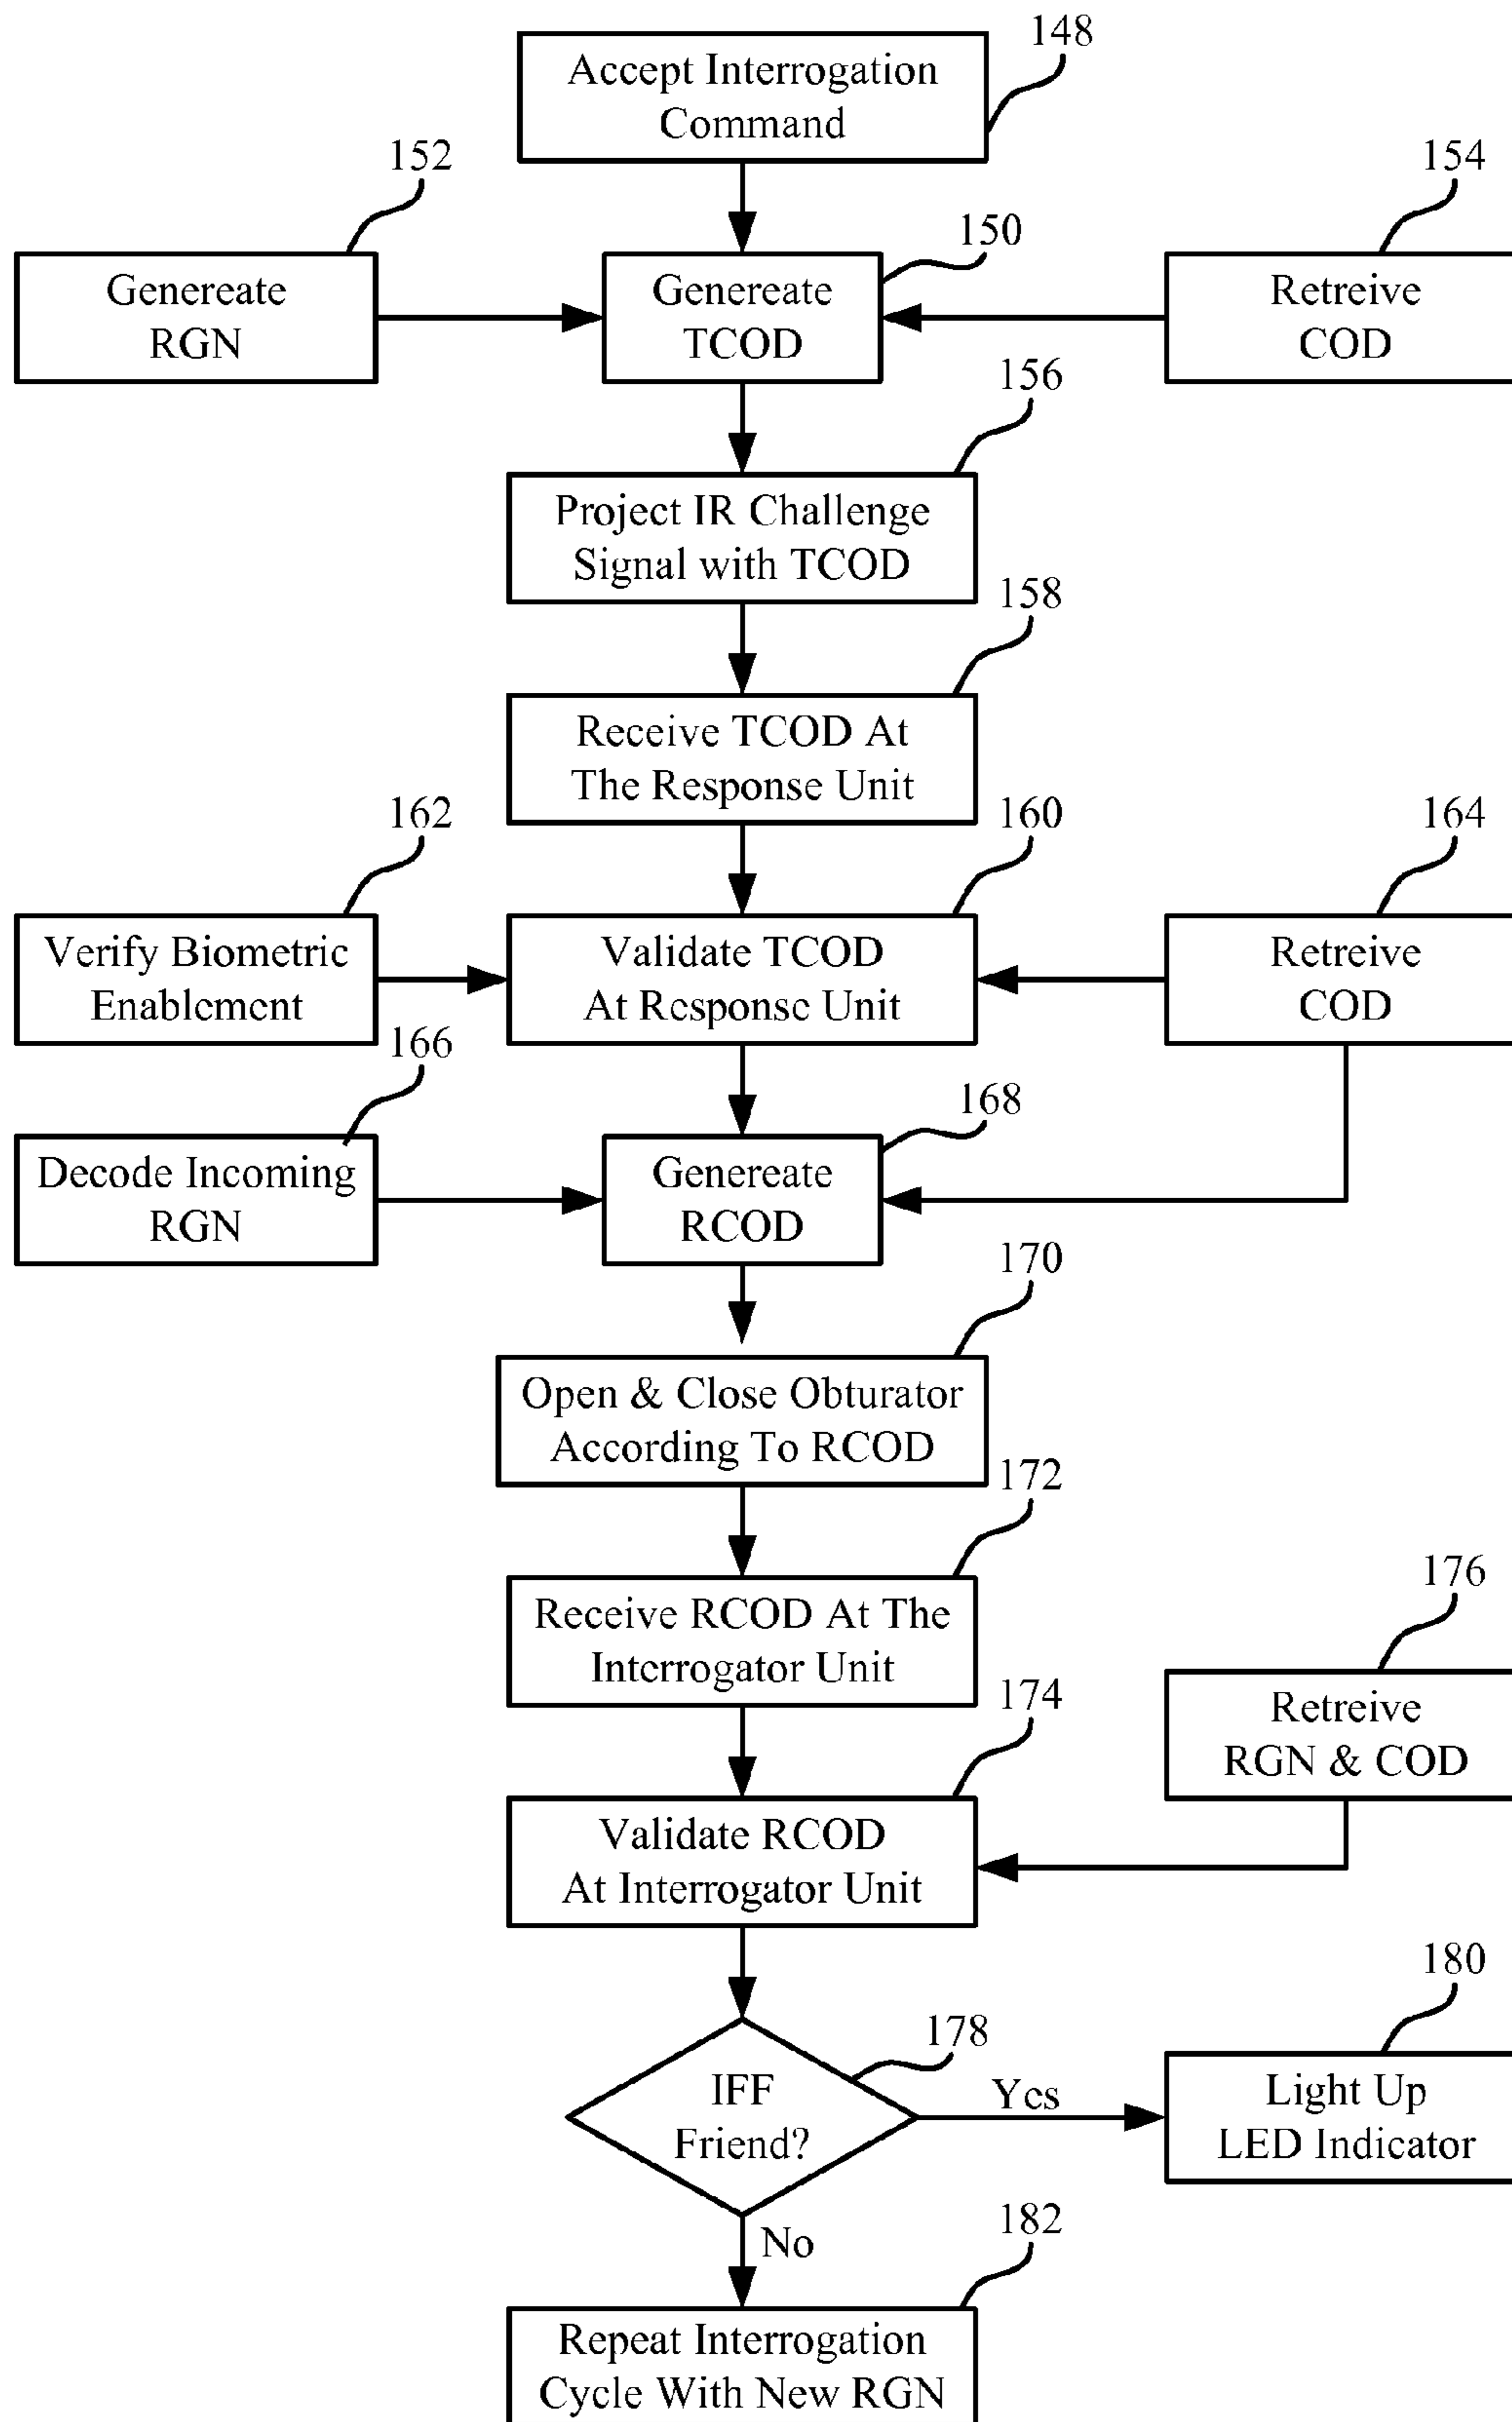 148
Accept Interrogation
Command
152
154
150
Genereate
RGN
Genereate
TCOD
Retreive
COD
156
Project IR Challenge
Signal with TCOD
158
Receive TCOD At
The Response Unit
162
160
164
Verify Biometric
Enablement
Validate TCOD
At Response Unit
Retreive
COD
166
168
Decode Incoming
RGN
Genereate
RCOD
170
Open & Close Obturator
According To RCOD
172
Receive RCOD At The
Interrogator Unit
176
174
Retreive
RGN & COD
Validate RCOD
At Interrogator Unit
180
178
IFF
Friend?
Yes
Light Up
LED Indicator
No
182
Repeat Interrogation
Cycle With New RGN